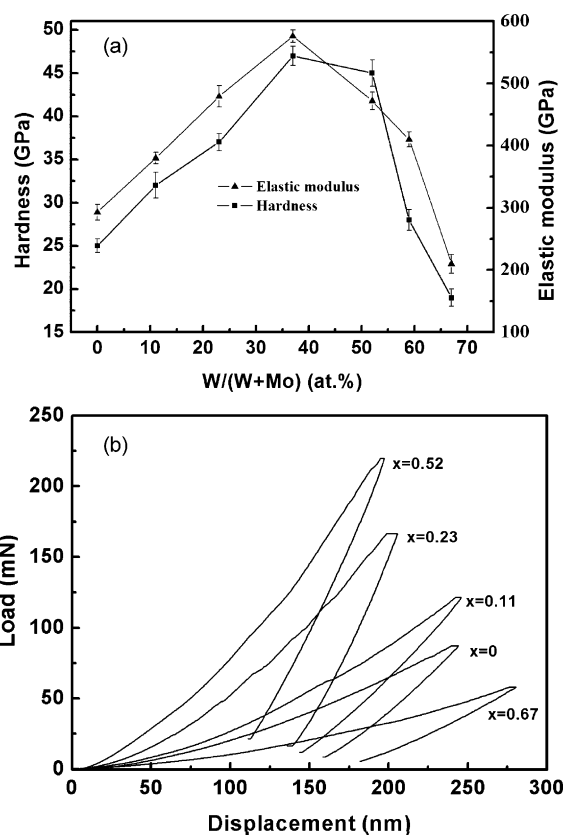 (a)
50
45
40
35
30
25
20
15
Hardness (GPa)
600
500
400
300
200
100
Elastic modulus (GPa)
Elastic modulus
Hardness
0 10 20 30 40 50 60 70
W/(W+Mo) (at.%)
(b)
250
200
150
100
50
0
Load (mN)
x=0.52
x=0.23
x=0.11
x=0
x=0.67
0 50 100 150 200 250 300
Displacement (nm)